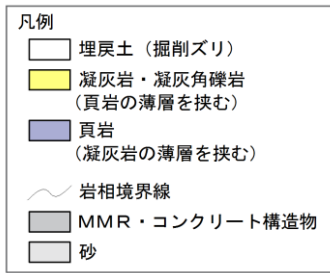 凡例
埋戻土（掘削ズリ）
凝灰岩・凝灰角礫岩
（頁岩の薄層を挟む）
頁岩
（凝灰岩の薄層を挟む）
岩相境界線
ＭＭＲ・コンクリート構造物
砂